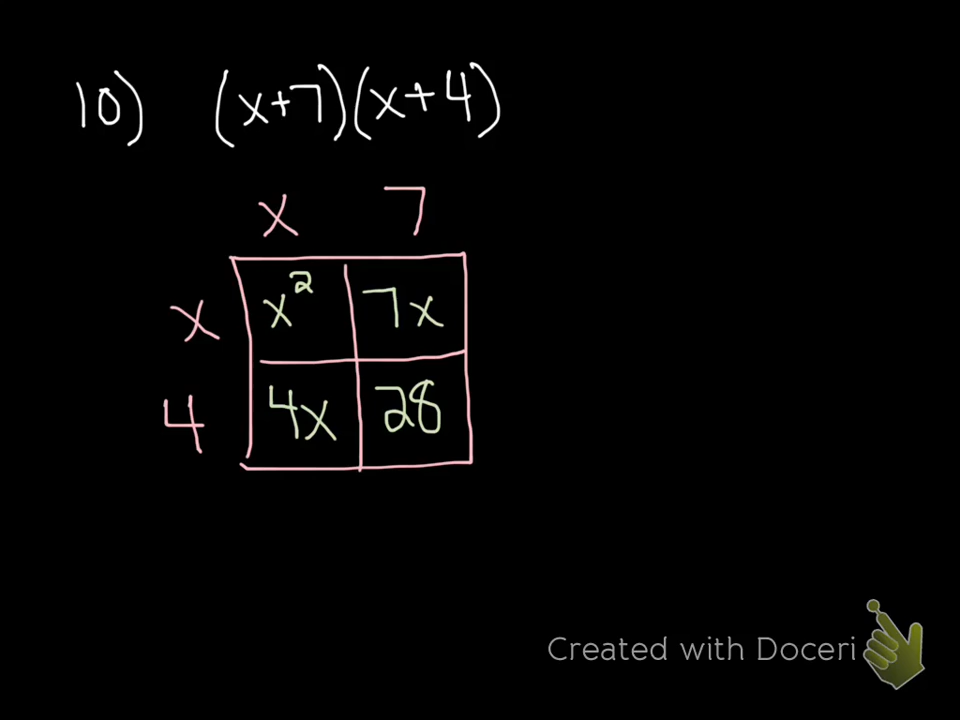 10) (x+7)(x+4)
x 7
x x² 7x
4 4x 28
Created with Doceri